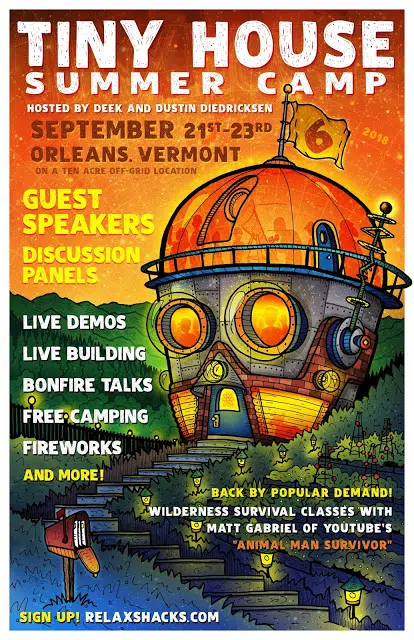 TINY HOUSE
SUMMER CAMP
HOSTED BY DEEK AND DUSTIN DIEDRICKSEN
SEPTEMBER 21ST-23RD
6
2018
ORLEANS, VERMONT
ON A TEN ACRE OFF-GRID LOCATION
GUEST
SPEAKERS
DISCUSSION
PANELS
LIVE DEMOS
LIVE BUILDING
BONFIRE TALKS
FREE CAMPING
FIREWORKS
AND MORE!
BACK BY POPULAR DEMAND!
WILDERNESS SURVIVAL CLASSES WITH
MATT GABRIEL OF YOUTUBE'S
"ANIMAL MAN SURVIVOR"
SIGN UP! RELAXSHACKS.COM